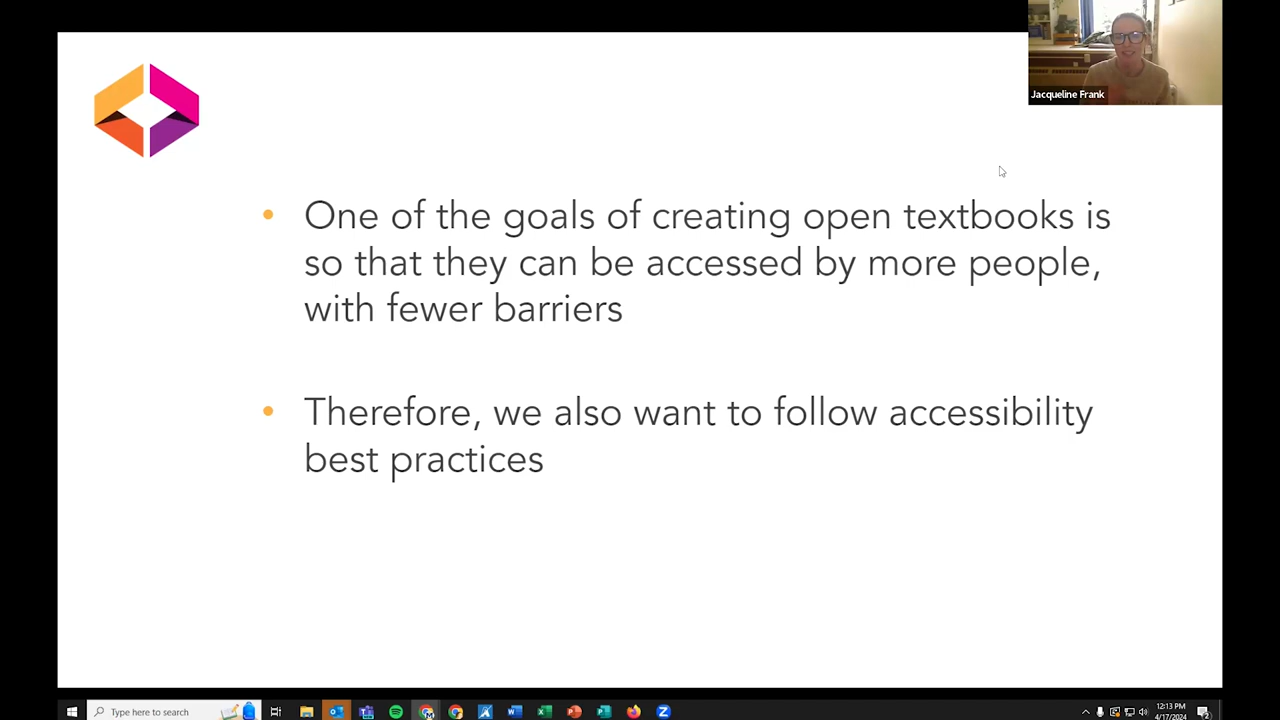 Jacqueline Frank
One of the goals of creating open textbooks is
so that they can be accessed by more people,
with fewer barriers
Therefore, we also want to follow accessibility
best practices
Type here to search
12:13 PM
4/17/2024